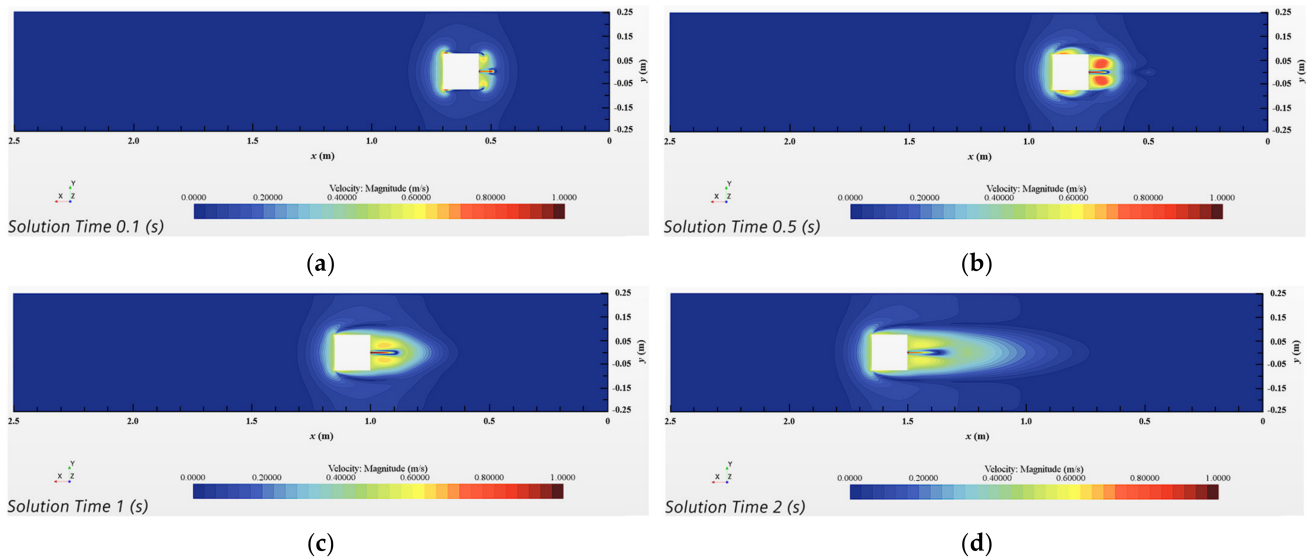 0.25
0.15
0.05
-0.05
-0.15
-0.25
y (m)
2.5 2.0 1.5 1.0 0.5 0
x (m)
Y
X Z
Velocity: Magnitude (m/s)
0.0000 0.20000 0.40000 0.60000 0.80000 1.0000
Solution Time 0.1 (s)
(a)
0.25
0.15
0.05
-0.05
-0.15
-0.25
y (m)
2.5 2.0 1.5 1.0 0.5 0
x (m)
Y
X Z
Velocity: Magnitude (m/s)
0.0000 0.20000 0.40000 0.60000 0.80000 1.0000
Solution Time 0.5 (s)
(b)
0.25
0.15
0.05
-0.05
-0.15
-0.25
y (m)
2.5 2.0 1.5 1.0 0.5 0
x (m)
Y
X Z
Velocity: Magnitude (m/s)
0.0000 0.20000 0.40000 0.60000 0.80000 1.0000
Solution Time 1 (s)
(c)
0.25
0.15
0.05
-0.05
-0.15
-0.25
y (m)
2.5 2.0 1.5 1.0 0.5 0
x (m)
Y
X Z
Velocity: Magnitude (m/s)
0.0000 0.20000 0.40000 0.60000 0.80000 1.0000
Solution Time 2 (s)
(d)